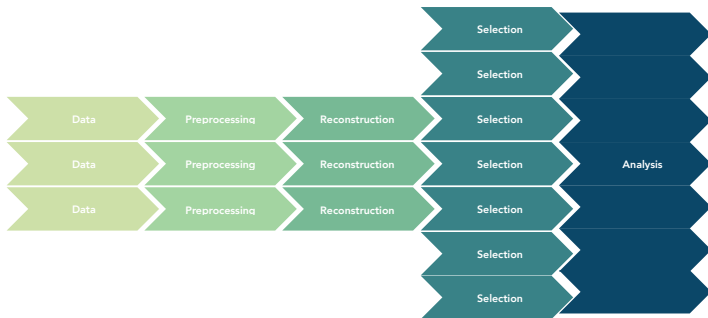 Selection
Selection
Data Preprocessing Reconstruction Selection
Data Preprocessing Reconstruction Selection Analysis
Data Preprocessing Reconstruction Selection
Selection
Selection